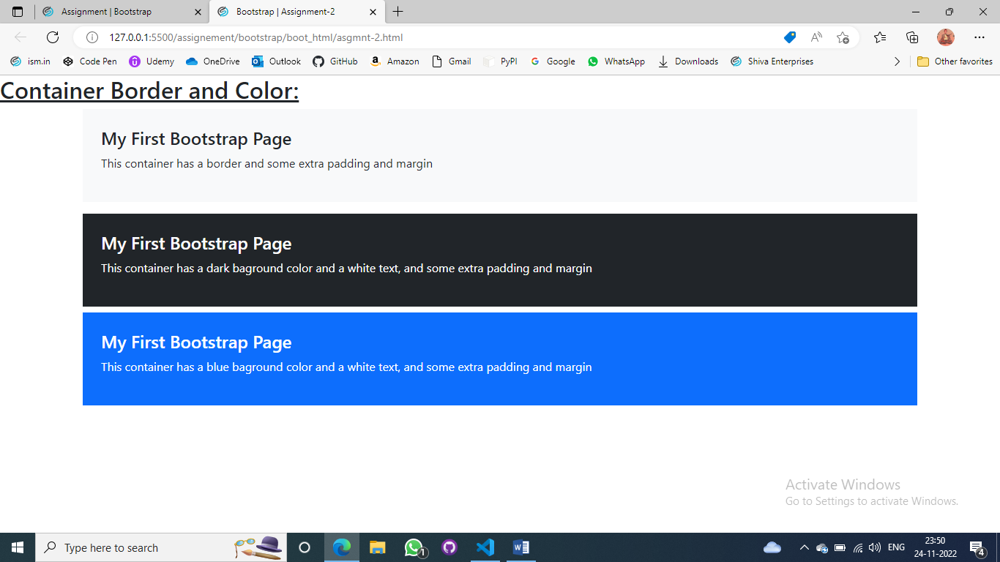 Assignment | Bootstrap
Bootstrap | Assignment-2
127.0.0.1:5500/assignement/bootstrap/boot_html/asgmnt-2.html
ism.in Code Pen Udemy OneDrive Outlook GitHub Amazon Gmail PyPI Google WhatsApp Downloads Shiva Enterprises Other favorites
Container Border and Color:
My First Bootstrap Page
This container has a border and some extra padding and margin
My First Bootstrap Page
This container has a dark baground color and a white text, and some extra padding and margin
My First Bootstrap Page
This container has a blue baground color and a white text, and some extra padding and margin
Activate Windows
Go to Settings to activate Windows.
Type here to search
1
ENG
23:50
24-11-2022
4